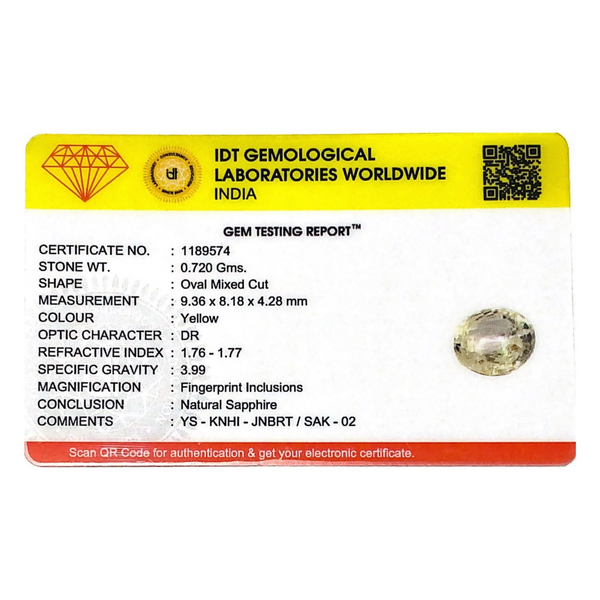 IDT GEMOLOGICAL
LABORATORIES WORLDWIDE
INDIA
GEM TESTING REPORT™
CERTIFICATE NO. : 1189574
STONE WT. : 0.720 Gms.
SHAPE : Oval Mixed Cut
MEASUREMENT : 9.36 x 8.18 x 4.28 mm
COLOUR : Yellow
OPTIC CHARACTER : DR
REFRACTIVE INDEX : 1.76 - 1.77
SPECIFIC GRAVITY : 3.99
MAGNIFICATION : Fingerprint Inclusions
CONCLUSION : Natural Sapphire
COMMENTS : YS - KNHI - JNBRT / SAK - 02
Scan QR Code for authentication & get your electronic certificate.